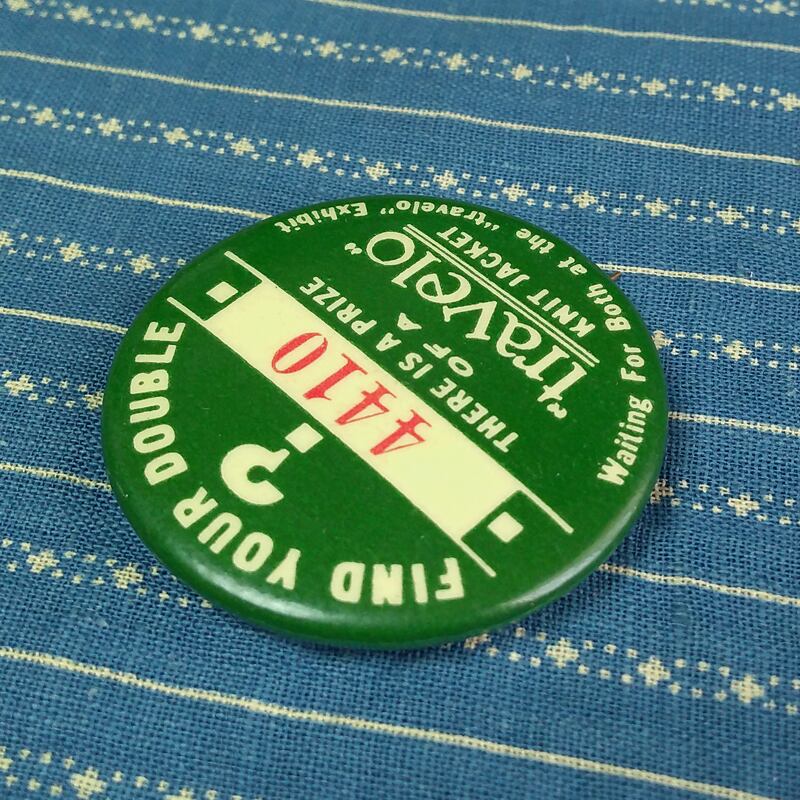 FIND YOUR DOUBLE
?
4410
THERE IS A PRIZE
OF A
"travelo"
KNIT JACKET
Waiting For Both at the "travelo" Exhibit